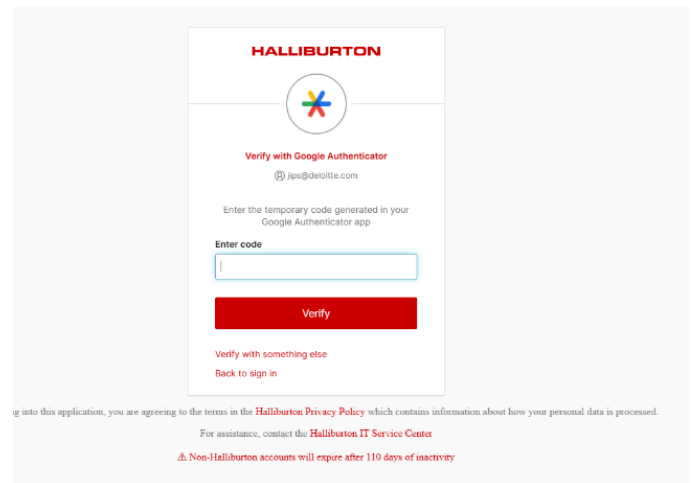 HALLIBURTON
Verify with Google Authenticator
jips@deloitte.com
Enter the temporary code generated in your
Google Authenticator app
Enter code
Verify
Verify with something else
Back to sign in
g into this application, you are agreeing to the terms in the Halliburton Privacy Policy which contains information about how your personal data is processed.
For assistance, contact the Halliburton IT Service Center
⚠ Non-Halliburton accounts will expire after 110 days of inactivity